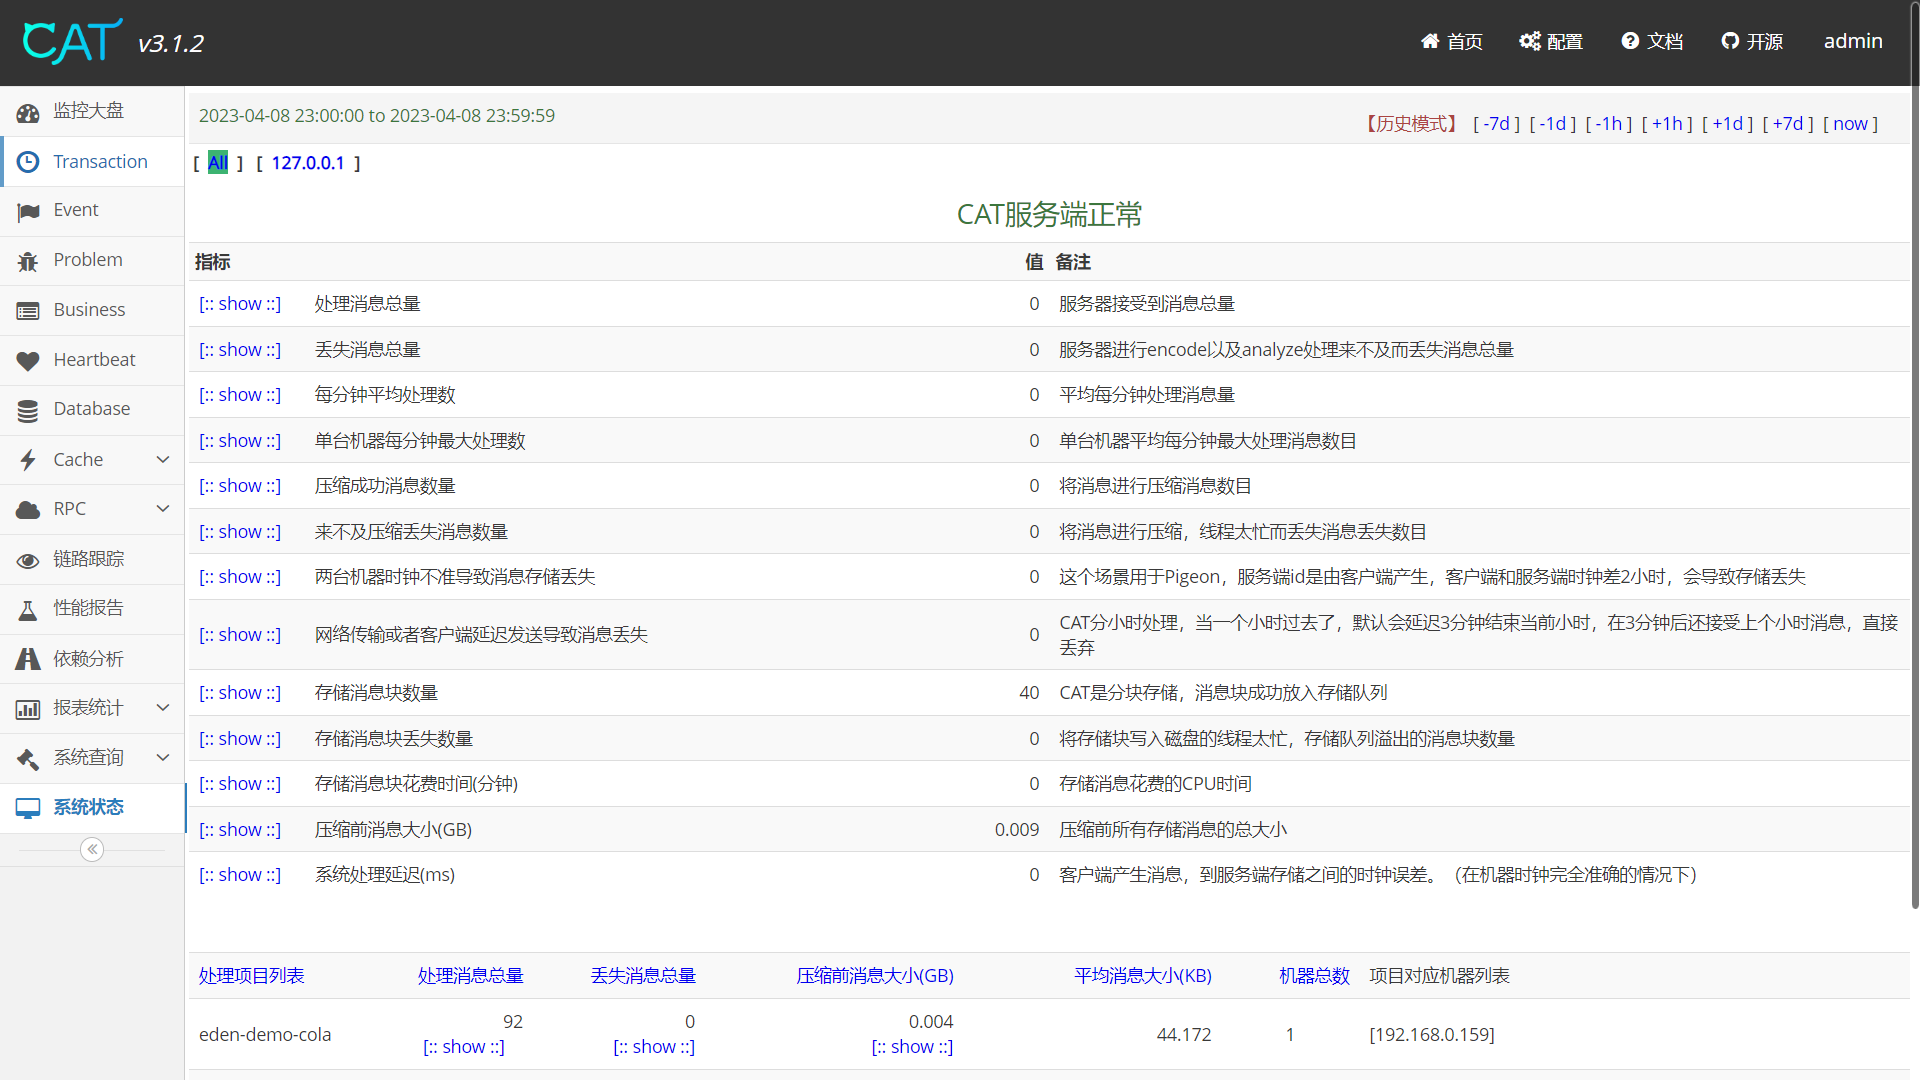 CAT v3.1.2
首页 配置 文档 开源 admin
监控大盘
Transaction
Event
Problem
Business
Heartbeat
Database
Cache
RPC
链路跟踪
性能报告
依赖分析
报表统计
系统查询
系统状态
2023-04-08 23:00:00 to 2023-04-08 23:59:59
【历史模式】 [ -7d ] [ -1d ] [ -1h ] [ +1h ] [ +1d ] [ +7d ] [ now ]
[ All ] [ 127.0.0.1 ]
CAT服务端正常
指标 值 备注
[:: show ::] 处理消息总量 0 服务器接受到消息总量
[:: show ::] 丢失消息总量 0 服务器进行encode以及analyze处理来不及而丢失消息总量
[:: show ::] 每分钟平均处理数 0 平均每分钟处理消息量
[:: show ::] 单台机器每分钟最大处理数 0 单台机器平均每分钟最大处理消息数目
[:: show ::] 压缩成功消息数量 0 将消息进行压缩消息数目
[:: show ::] 来不及压缩丢失消息数量 0 将消息进行压缩，线程太忙而丢失消息丢失数目
[:: show ::] 两台机器时钟不准导致消息存储丢失 0 这个场景用于Pigeon，服务端id是由客户端产生，客户端和服务端时钟差2小时，会导致存储丢失
[:: show ::] 网络传输或者客户端延迟发送导致消息丢失 0 CAT分小时处理，当一个小时过去了，默认会延迟3分钟结束当前小时，在3分钟后还接受上个小时消息，直接
丢弃
[:: show ::] 存储消息块数量 40 CAT是分块存储，消息块成功放入存储队列
[:: show ::] 存储消息块丢失数量 0 将存储块写入磁盘的线程太忙，存储队列溢出的消息块数量
[:: show ::] 存储消息块花费时间(分钟) 0 存储消息花费的CPU时间
[:: show ::] 压缩前消息大小(GB) 0.009 压缩前所有存储消息的总大小
[:: show ::] 系统处理延迟(ms) 0 客户端产生消息，到服务端存储之间的时钟误差。（在机器时钟完全准确的情况下）
处理项目列表 处理消息总量 丢失消息总量 压缩前消息大小(GB) 平均消息大小(KB) 机器总数 项目对应机器列表
eden-demo-cola 92 0 0.004 44.172 1 [192.168.0.159]
[:: show ::] [:: show ::] [:: show ::]